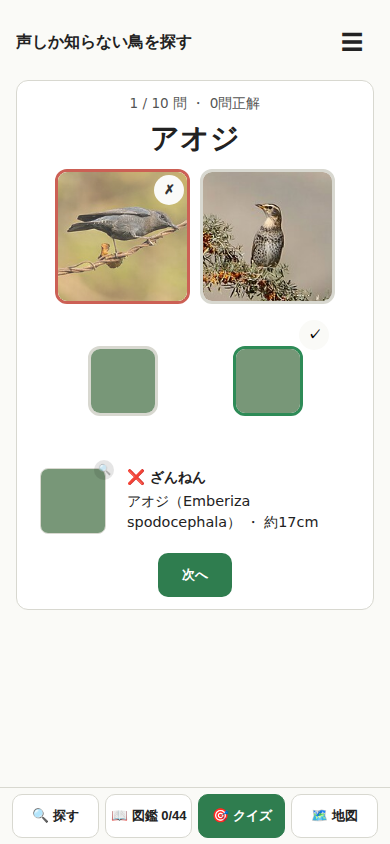 声しか知らない鳥を探す
1 / 10 問 ・ 0問正解
アオジ
✗
✓
❌ ざんねん
アオジ（Emberiza
spodocephala） ・ 約17cm
次へ
🔍 探す
📖 図鑑 0/44
🎯 クイズ
🗺️ 地図